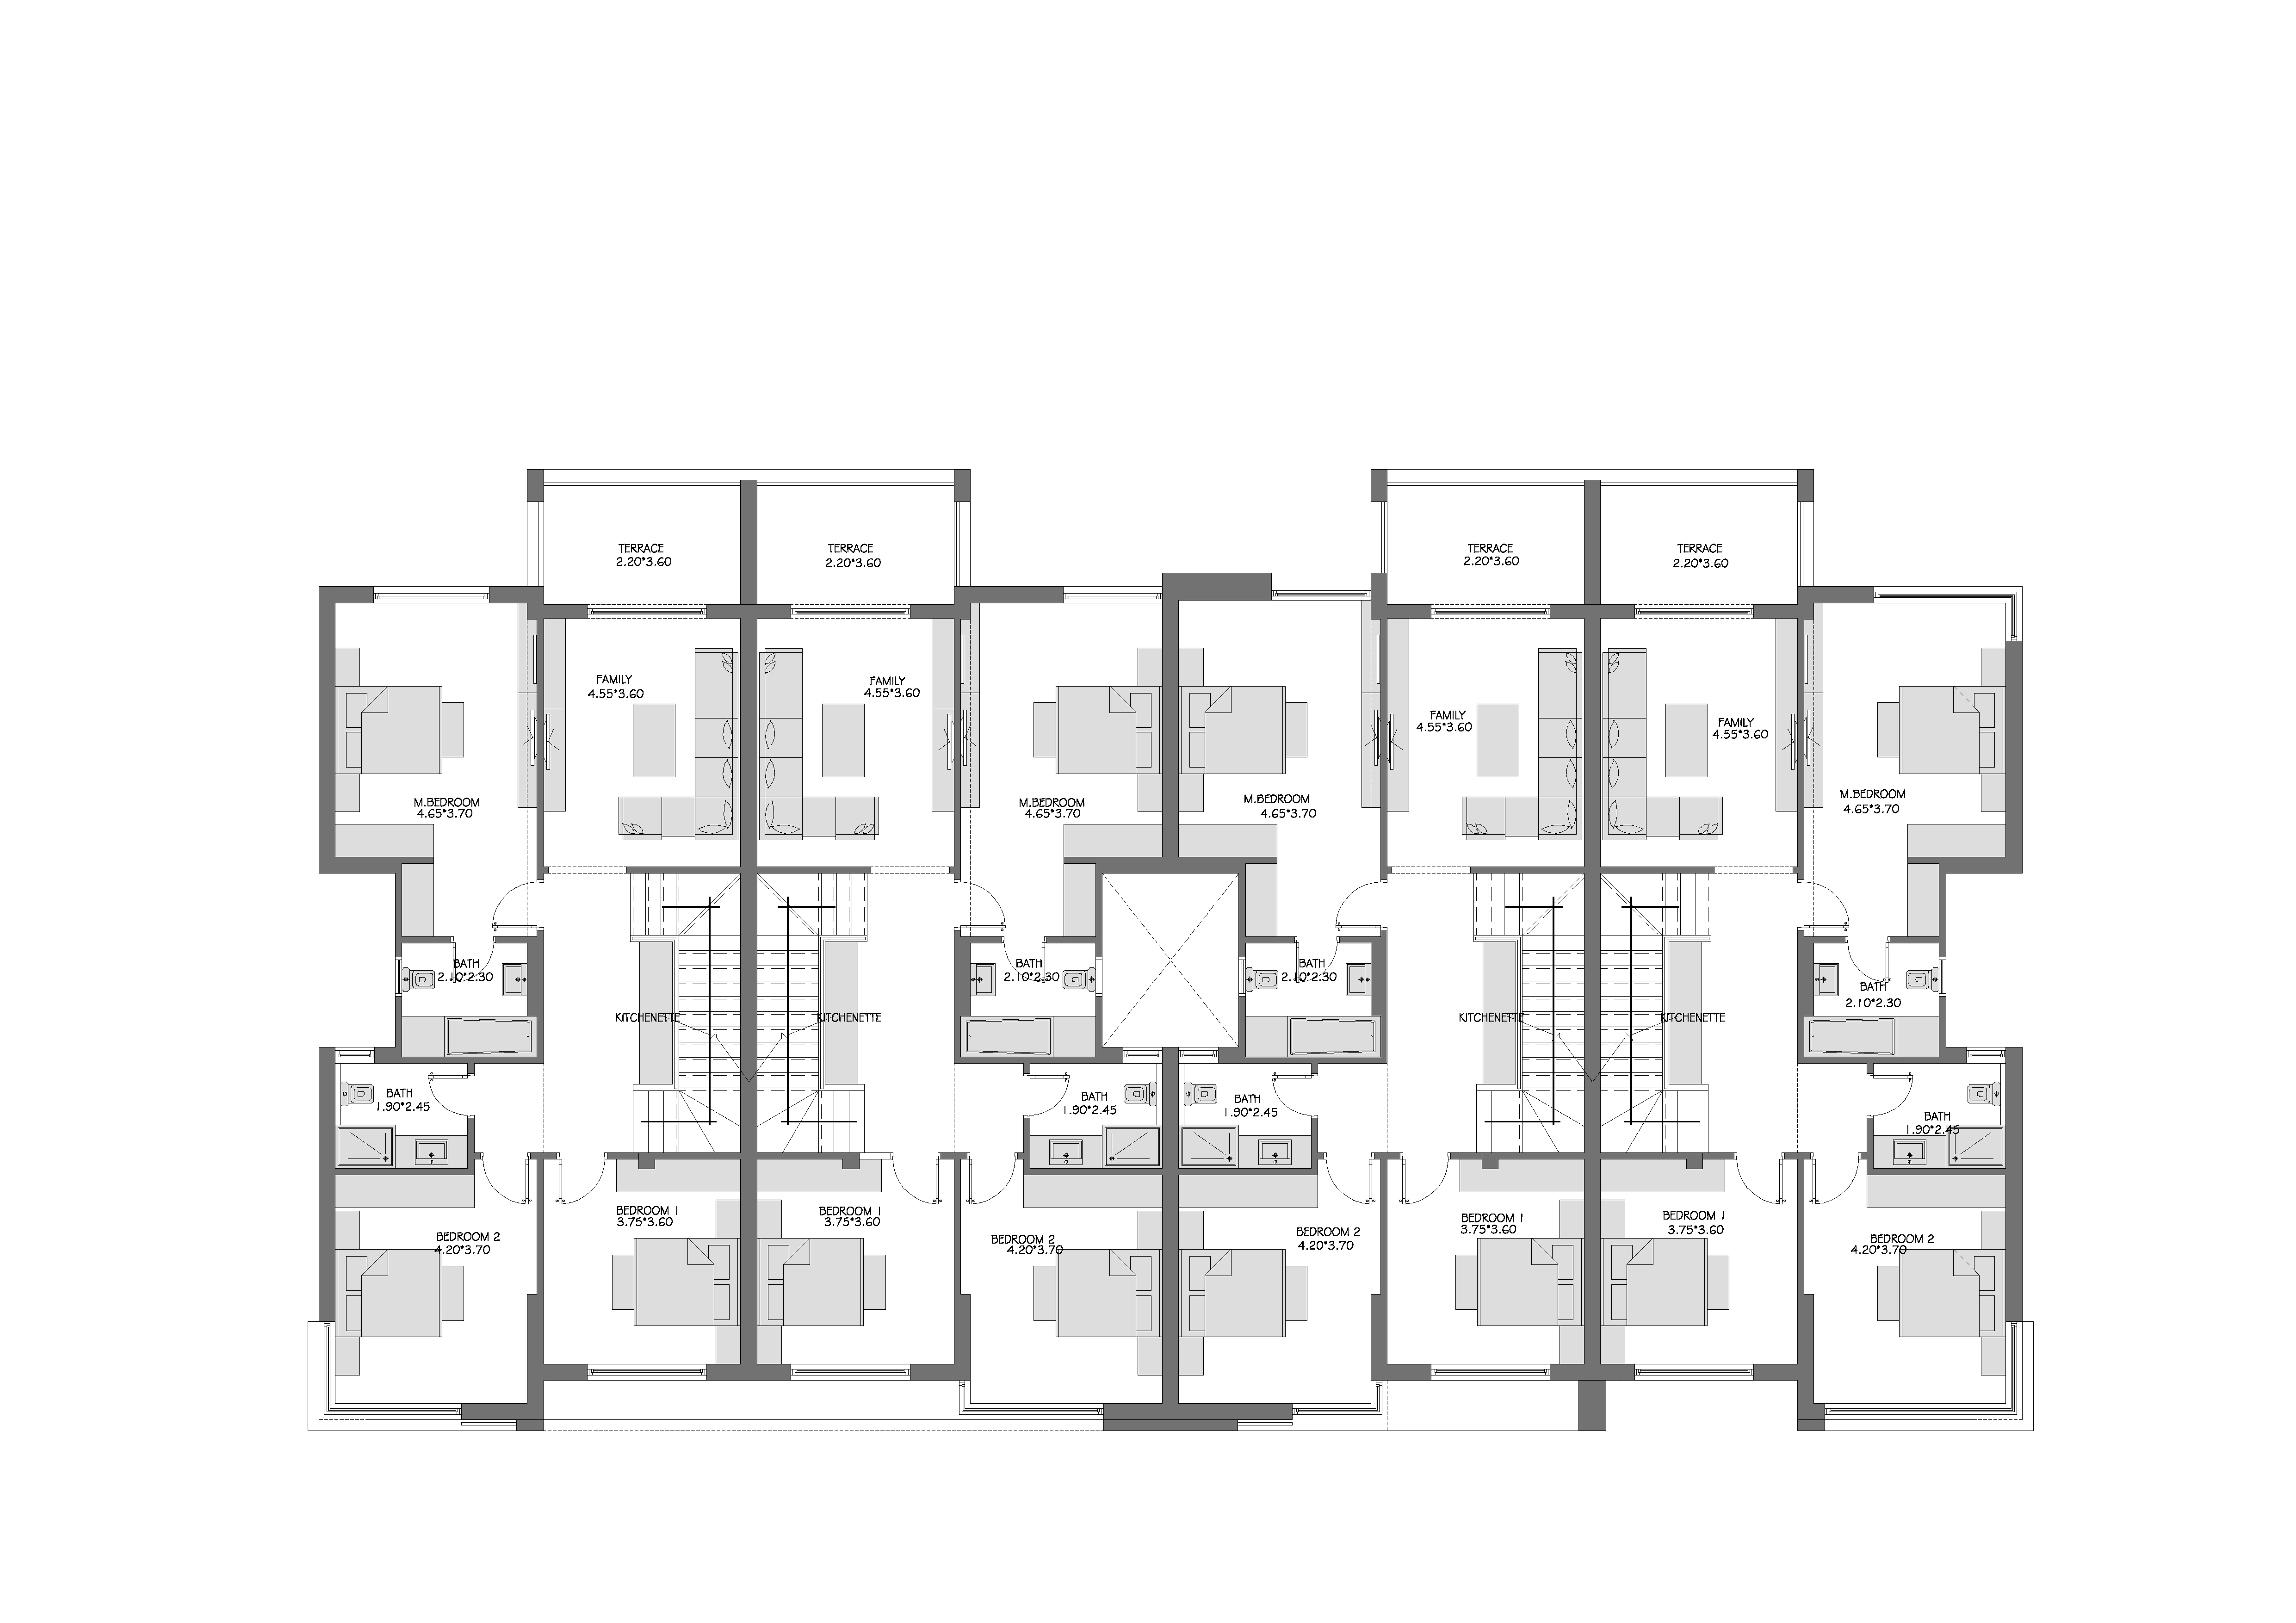 TERRACE
2.20*3.60
TERRACE
2.20*3.60
TERRACE
2.20*3.60
TERRACE
2.20*3.60
FAMILY
4.55*3.60
FAMILY
4.55*3.60
FAMILY
4.55*3.60
FAMILY
4.55*3.60
M.BEDROOM
4.65*3.70
M.BEDROOM
4.65*3.70
M.BEDROOM
4.65*3.70
M.BEDROOM
4.65*3.70
BATH
2.10*2.30
BATH
2.10*2.30
BATH
2.10*2.30
BATH
2.10*2.30
KITCHENETTE
KITCHENETTE
KITCHENETTE
KITCHENETTE
BATH
1.90*2.45
BATH
1.90*2.45
BATH
1.90*2.45
BATH
1.90*2.45
BEDROOM 1
3.75*3.60
BEDROOM 1
3.75*3.60
BEDROOM 1
3.75*3.60
BEDROOM 1
3.75*3.60
BEDROOM 2
4.20*3.70
BEDROOM 2
4.20*3.70
BEDROOM 2
4.20*3.70
BEDROOM 2
4.20*3.70